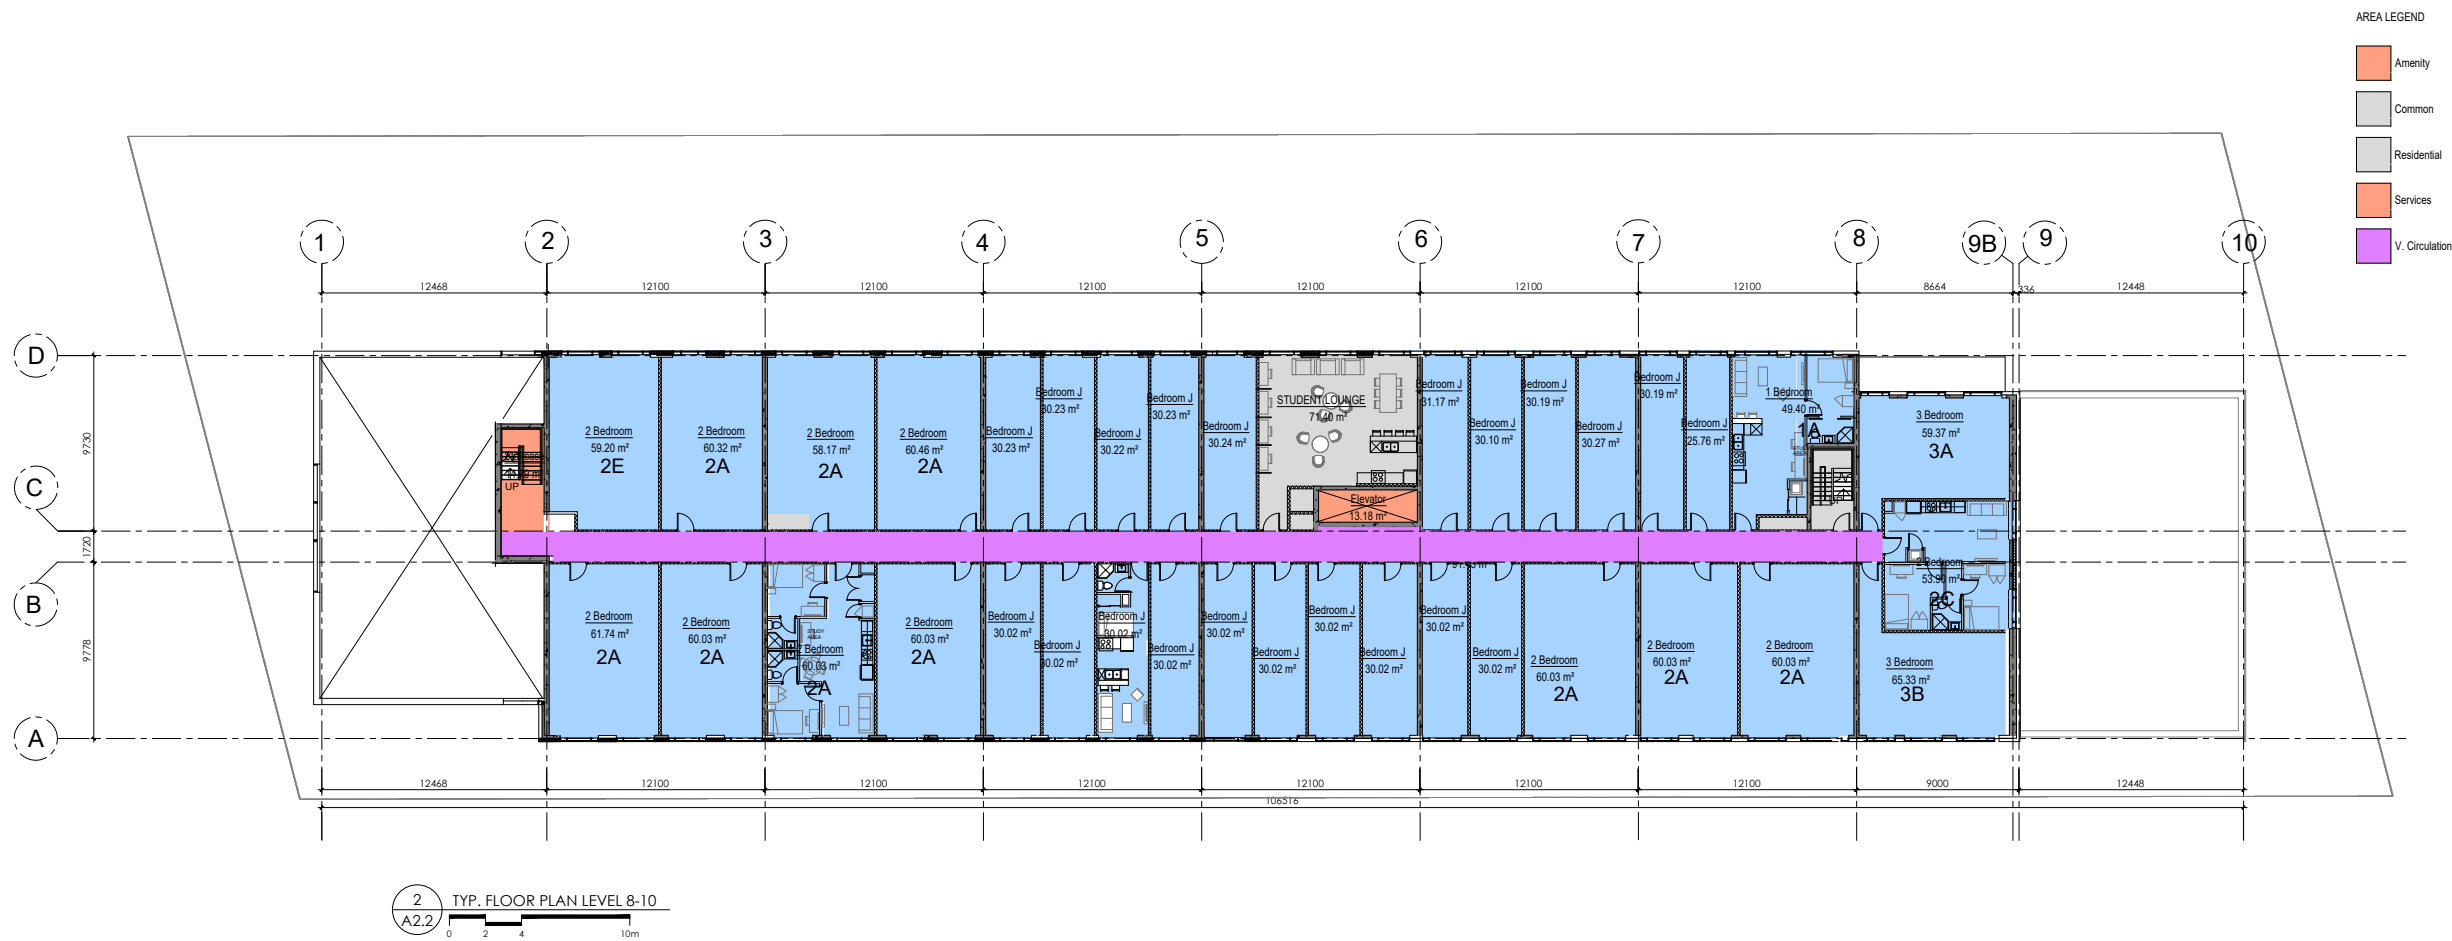 AREA LEGEND
Amenity
Common
Residential
Services
V. Circulation
1
2
3
4
5
6
7
8
9B
9
10
12468
12100
12100
12100
12100
12100
12100
8664
336
12448
D
C
B
A
9730
1720
9778
2 Bedroom
59.20 m²
2E
2 Bedroom
60.32 m²
2A
2 Bedroom
58.17 m²
2A
2 Bedroom
60.46 m²
2A
Bedroom J
30.23 m²
Bedroom J
30.23 m²
Bedroom J
30.22 m²
Bedroom J
30.23 m²
Bedroom J
30.24 m²
STUDENT LOUNGE
71.40 m²
Elevator
13.18 m²
Bedroom J
31.17 m²
Bedroom J
30.10 m²
Bedroom J
30.19 m²
Bedroom J
30.27 m²
Bedroom J
30.19 m²
Bedroom J
25.76 m²
1 Bedroom
49.40 m²
1A
3 Bedroom
59.37 m²
3A
UP
2 Bedroom
53.90 m²
2C
2 Bedroom
61.74 m²
2A
2 Bedroom
60.03 m²
2A
STUDY
AREA
2 Bedroom
60.03 m²
2A
2 Bedroom
60.03 m²
2A
Bedroom J
30.02 m²
Bedroom J
30.02 m²
Bedroom J
30.02 m²
Bedroom J
30.02 m²
Bedroom J
30.02 m²
Bedroom J
30.02 m²
Bedroom J
30.02 m²
Bedroom J
30.02 m²
Bedroom J
30.02 m²
Bedroom J
30.02 m²
2 Bedroom
60.03 m²
2A
2 Bedroom
60.03 m²
2A
2 Bedroom
60.03 m²
2A
3 Bedroom
65.33 m²
3B
12468
12100
12100
12100
12100
12100
12100
9000
12448
106516
2
A2.2
TYP. FLOOR PLAN LEVEL 8-10
0 2 4 10m